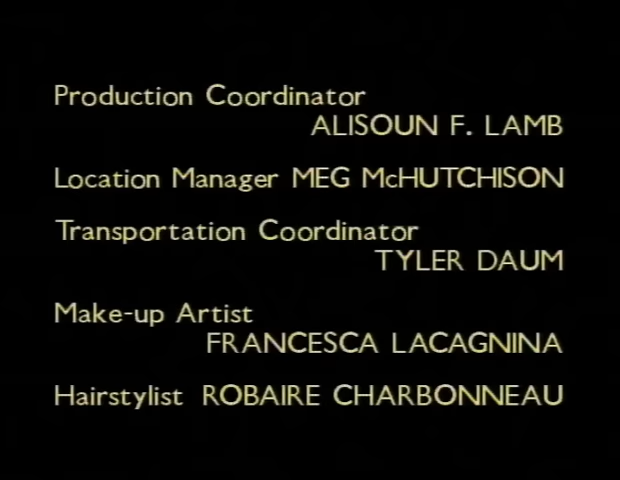 Production Coordinator
ALISOUN F. LAMB
Location Manager MEG McHUTCHISON
Transportation Coordinator
TYLER DAUM
Make-up Artist
FRANCESCA LACAGNINA
Hairstylist ROBAIRE CHARBONNEAU